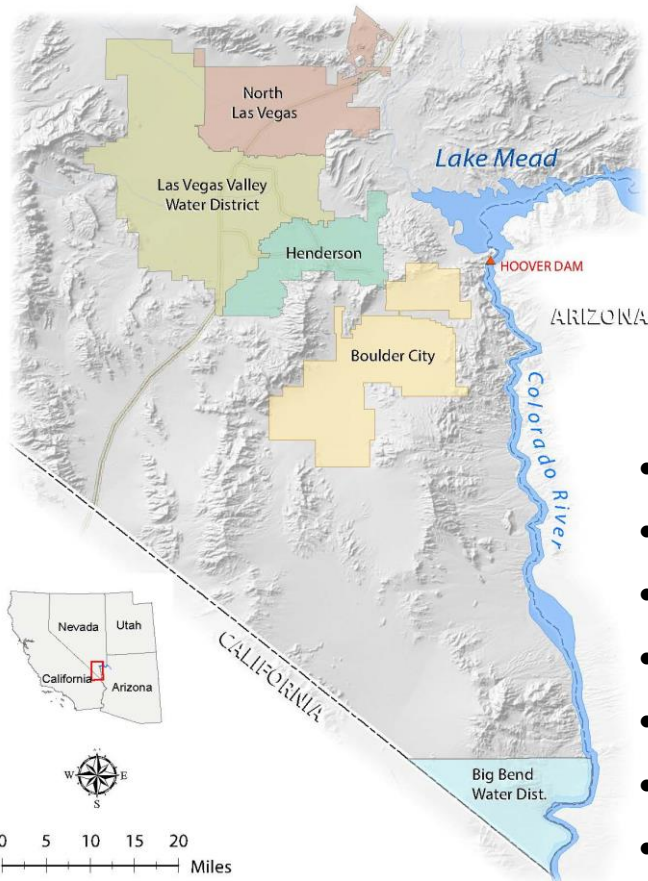 North
Las Vegas
Lake Mead
Las Vegas Valley
Water District
Henderson
HOOVER DAM
ARIZONA
Boulder City
Colorado River
Nevada
Utah
California
Arizona
CALIFORNIA
W
E
S
Big Bend
Water Dist.
0 5 10 15 20
Miles